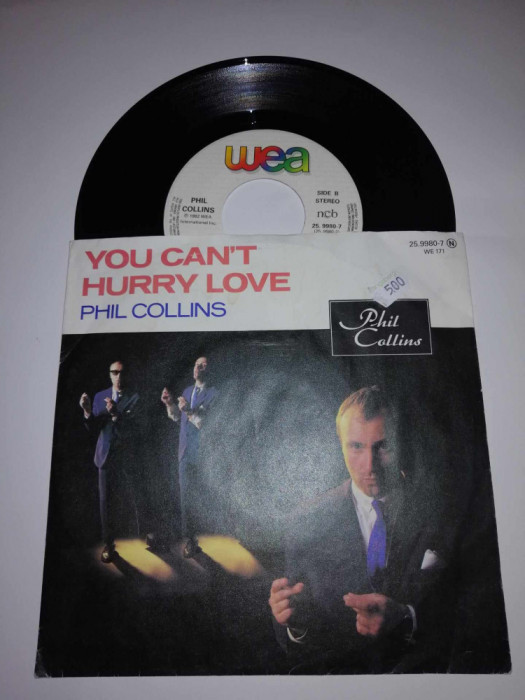 wea
PHIL
COLLINS
SIDE B
STEREO
ncb
25.9980-7
YOU CAN'T
HURRY LOVE
PHIL COLLINS
25.9980-7 N
WE 171
500
Phil
Collins